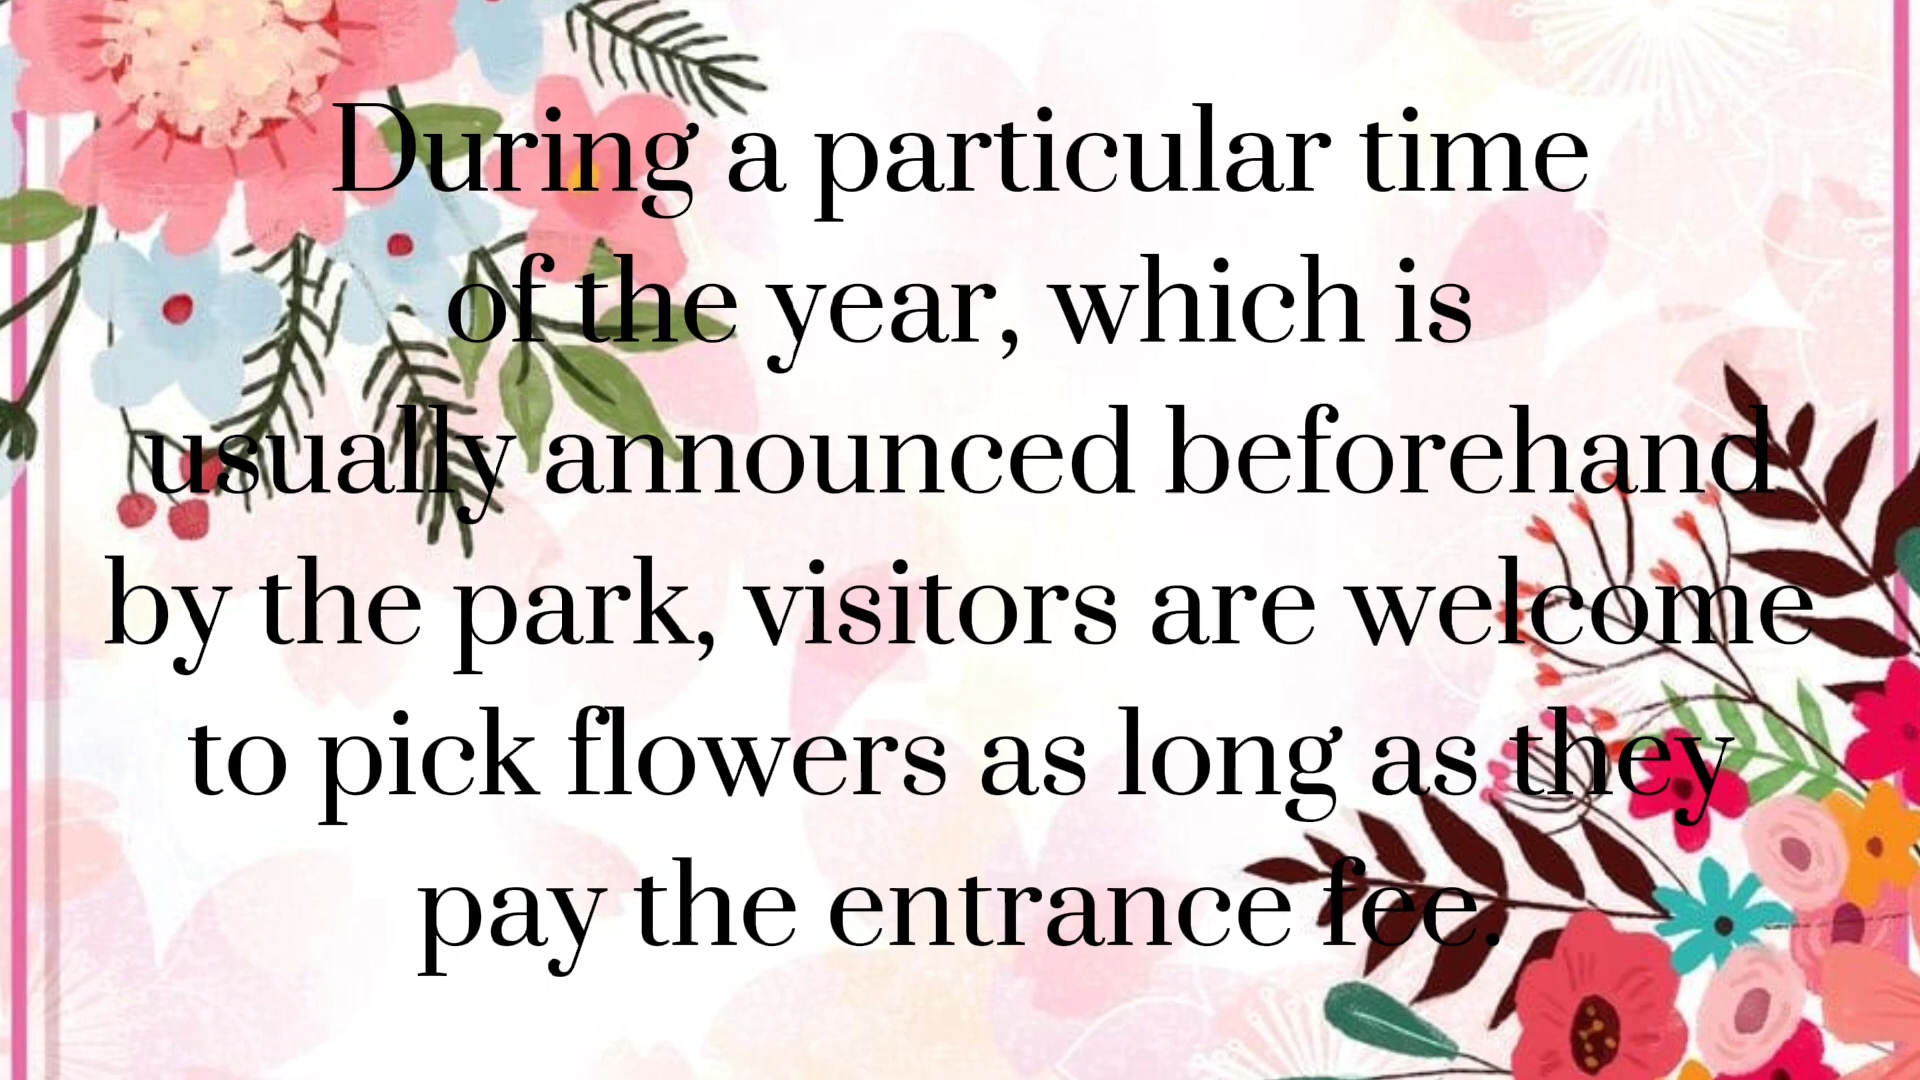 During a particular time
of the year, which is
usually announced beforehand
by the park, visitors are welcome
to pick flowers as long as they
pay the entrance fee.